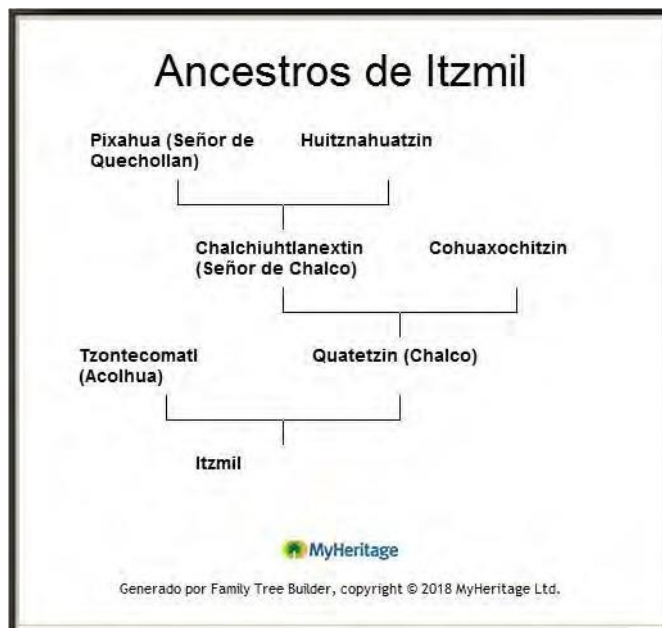 Ancestros de Itzmil
Pixahua (Señor de
Quechollan)
Huitznahuatzin
Chalchiuhtlanextin
(Señor de Chalco)
Cohuaxochitzin
Tzontecomatl
(Acolhua)
Quatetzin (Chalco)
Itzmil
MyHeritage
Generado por Family Tree Builder, copyright © 2018 MyHeritage Ltd.